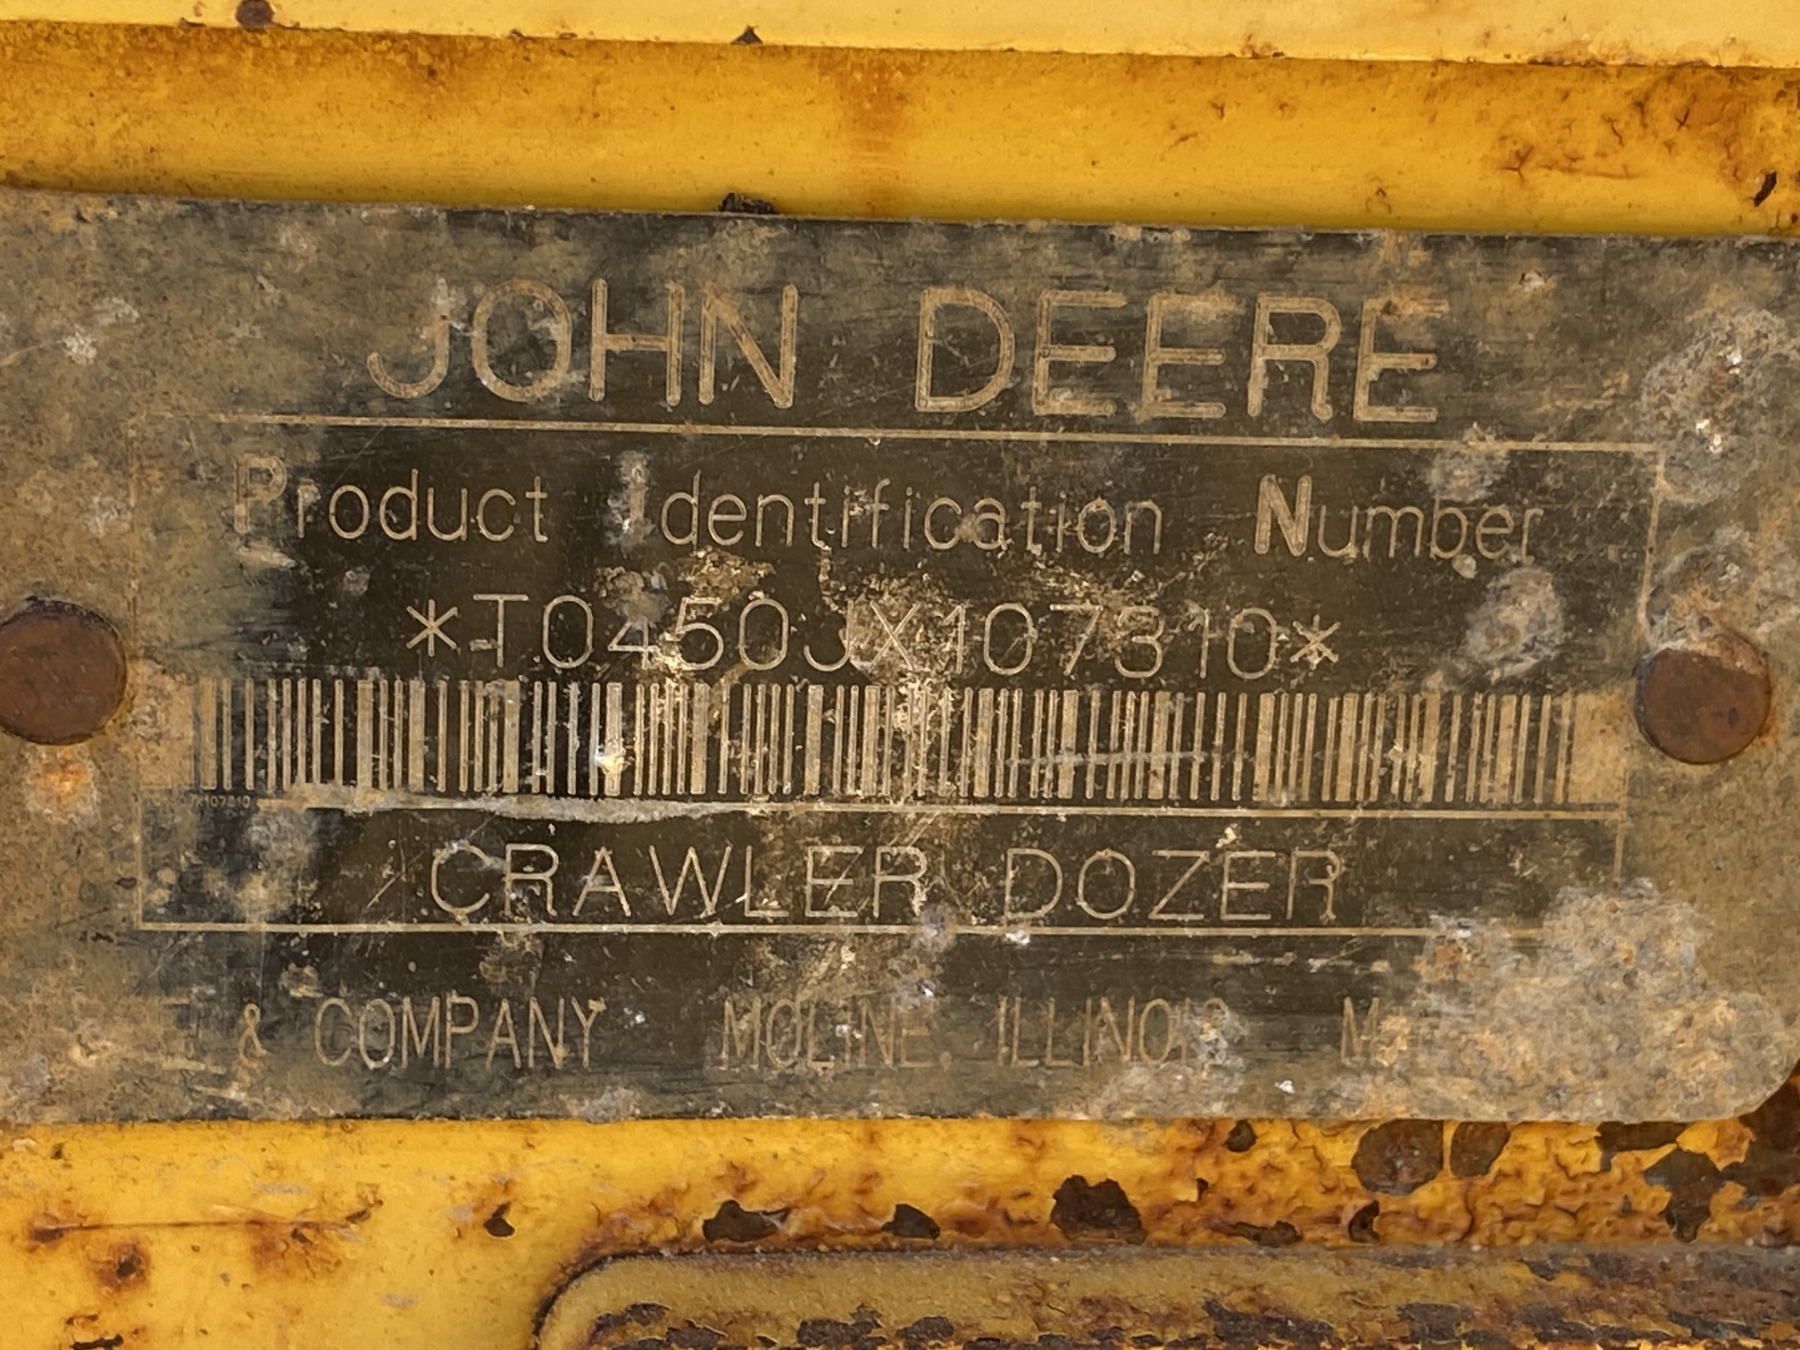 JOHN DEERE
Product Identification Number
*T0450JX107310*
CRAWLER DOZER
& COMPANY MOLINE, ILLINOIS